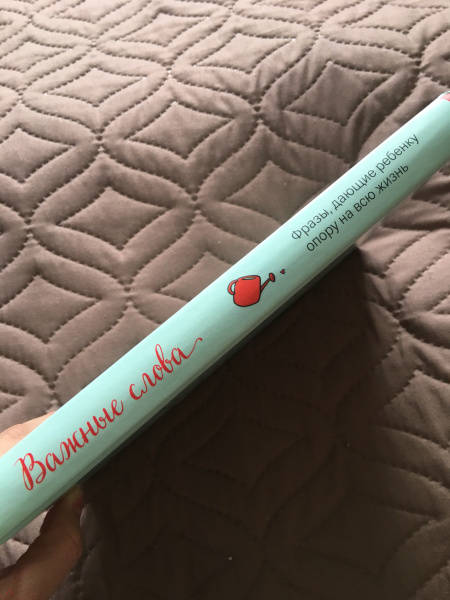 Важные слова
Фразы, дающие ребенку
опору на всю жизнь